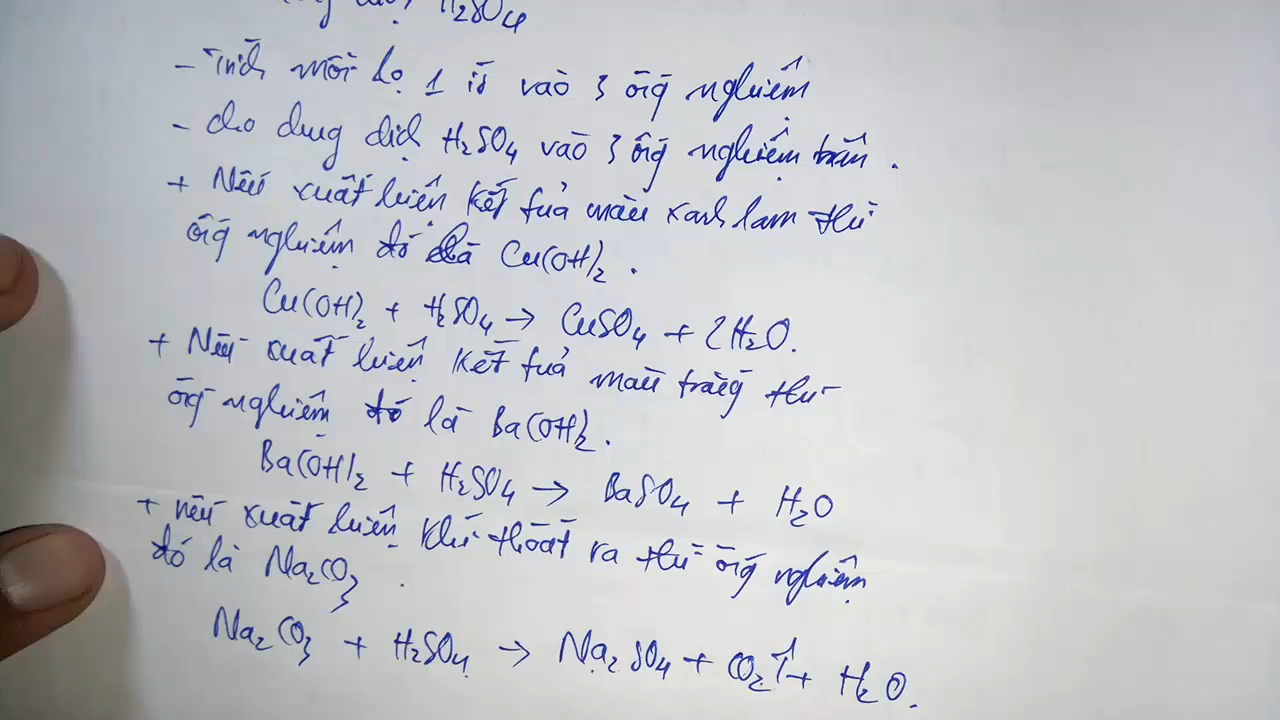 H₂SO₄
- Trích mỗi lọ 1 ít vào 3 ống nghiệm
- cho dung dịch H₂SO₄ vào 3 ống nghiệm trên .
+ Nếu xuất hiện kết tủa màu xanh lam thì
ống nghiệm đó là Cu(OH)₂ .
Cu(OH)₂ + H₂SO₄ → CuSO₄ + 2H₂O.
+ Nếu xuất hiện kết tủa màu trắng thì
ống nghiệm đó là Ba(OH)₂.
Ba(OH)₂ + H₂SO₄ → BaSO₄ + H₂O
+ nếu xuất hiện khí thoát ra thì ống nghiệm
đó là Na₂CO₃ .
Na₂CO₃ + H₂SO₄ → Na₂SO₄ + CO₂↑ + H₂O.